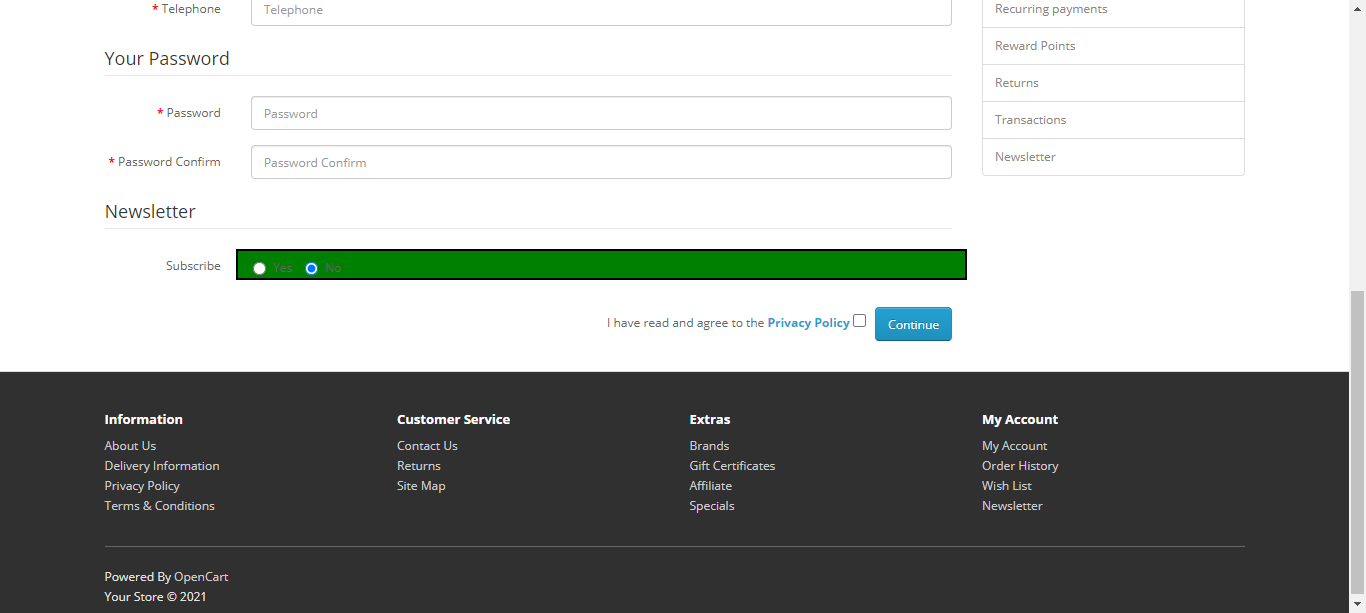 * Telephone
Telephone
Recurring payments
Reward Points
Returns
Transactions
Newsletter
Your Password
* Password
Password
* Password Confirm
Password Confirm
Newsletter
Subscribe
Yes No
I have read and agree to the Privacy Policy
Continue
Information
About Us
Delivery Information
Privacy Policy
Terms & Conditions
Customer Service
Contact Us
Returns
Site Map
Extras
Brands
Gift Certificates
Affiliate
Specials
My Account
My Account
Order History
Wish List
Newsletter
Powered By OpenCart
Your Store © 2021